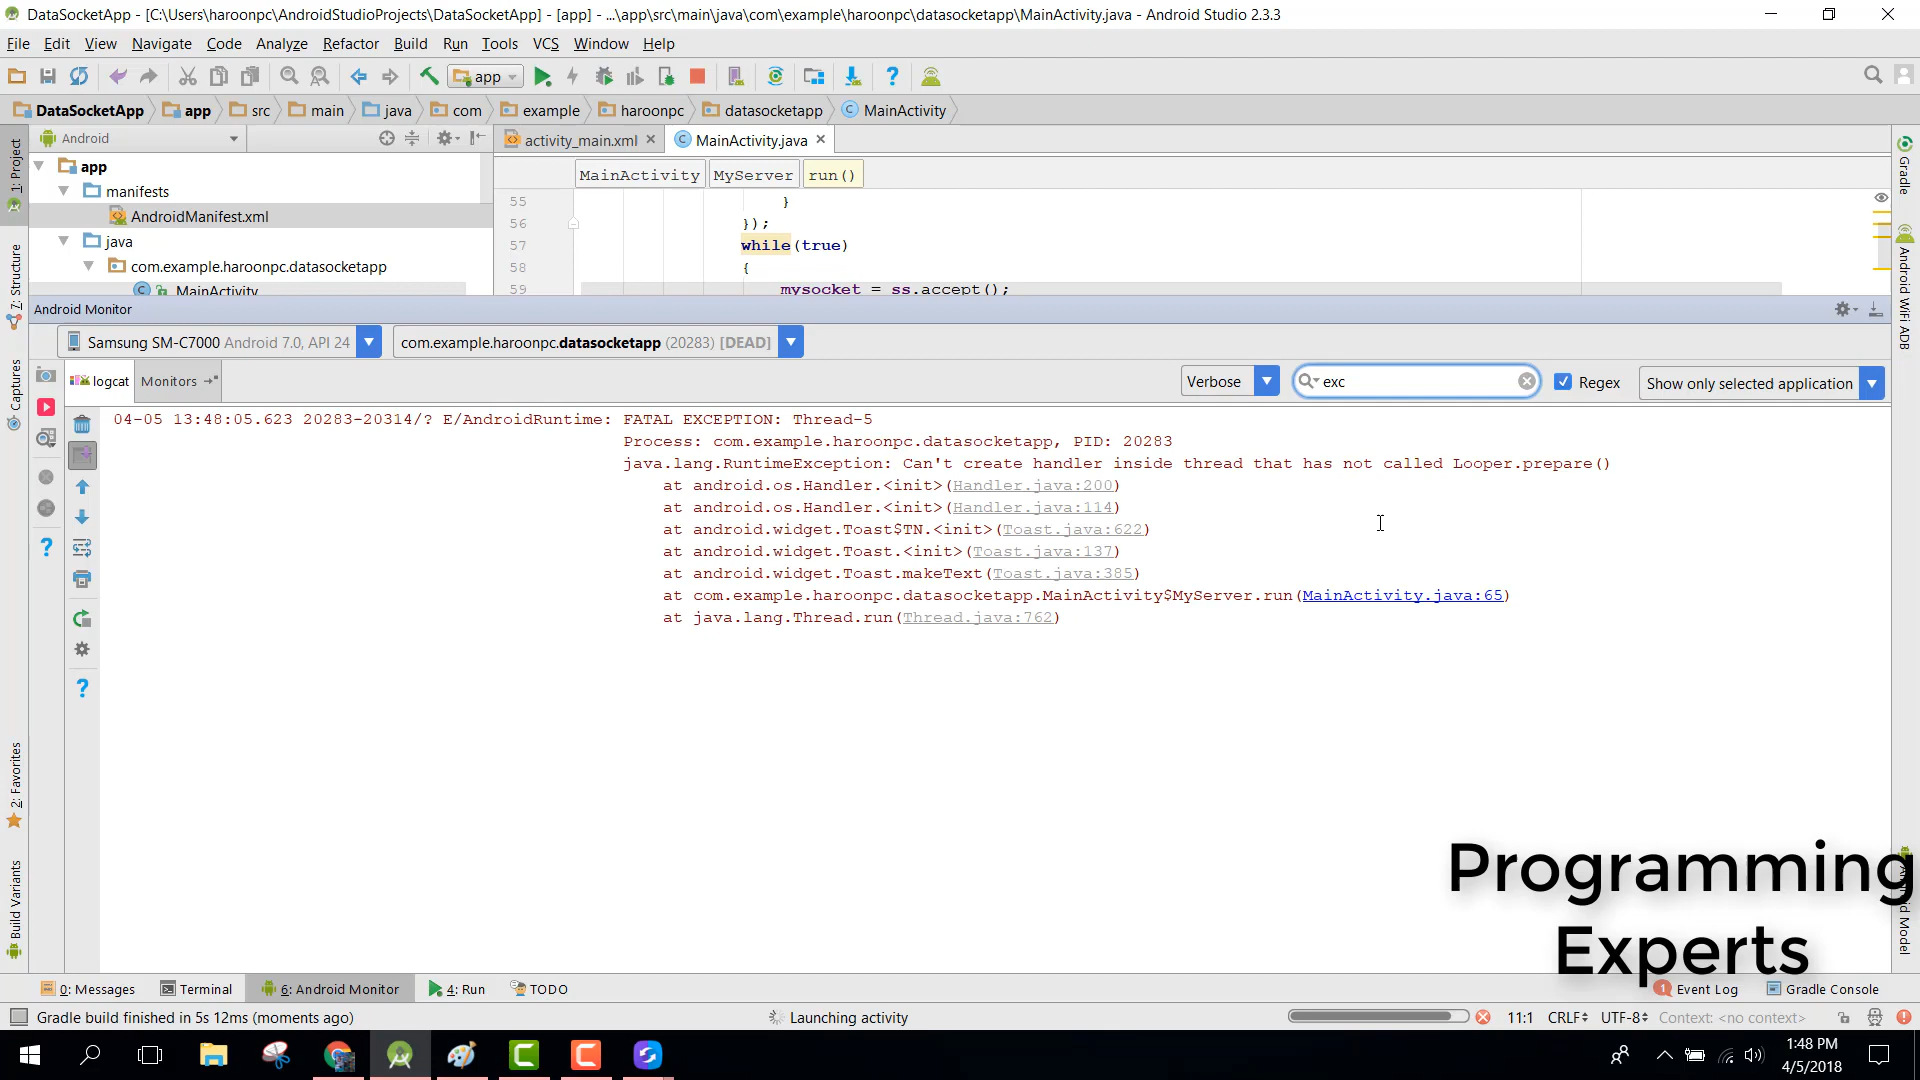 DataSocketApp - [C:\Users\haroonpc\AndroidStudioProjects\DataSocketApp] - [app] - ...\app\src\main\java\com\example\haroonpc\datasocketapp\MainActivity.java - Android Studio 2.3.3
File Edit View Navigate Code Analyze Refactor Build Run Tools VCS Window Help
app
DataSocketApp app src main java com example haroonpc datasocketapp MainActivity
Android
activity_main.xml MainActivity.java
1: Project
app
MainActivity MyServer run()
manifests
AndroidManifest.xml
java
com.example.haroonpc.datasocketapp
MainActivity
55 }
56 });
57 while(true)
58 {
59 mysocket = ss.accept();
Gradle
7: Structure
Android WiFi ADB
Android Monitor
Samsung SM-C7000 Android 7.0, API 24
com.example.haroonpc.datasocketapp (20283) [DEAD]
Captures
logcat Monitors
Verbose exc Regex Show only selected application
04-05 13:48:05.623 20283-20314/? E/AndroidRuntime: FATAL EXCEPTION: Thread-5
Process: com.example.haroonpc.datasocketapp, PID: 20283
java.lang.RuntimeException: Can't create handler inside thread that has not called Looper.prepare()
at android.os.Handler.<init>(Handler.java:200)
at android.os.Handler.<init>(Handler.java:114)
at android.widget.Toast$TN.<init>(Toast.java:622)
at android.widget.Toast.<init>(Toast.java:137)
at android.widget.Toast.makeText(Toast.java:385)
at com.example.haroonpc.datasocketapp.MainActivity$MyServer.run(MainActivity.java:65)
at java.lang.Thread.run(Thread.java:762)
2: Favorites
Build Variants
Programming
Experts
Android Model
0: Messages Terminal 6: Android Monitor 4: Run TODO
1 Event Log Gradle Console
Gradle build finished in 5s 12ms (moments ago)
Launching activity
11:1 CRLF UTF-8 Context: <no context>
1:48 PM
4/5/2018